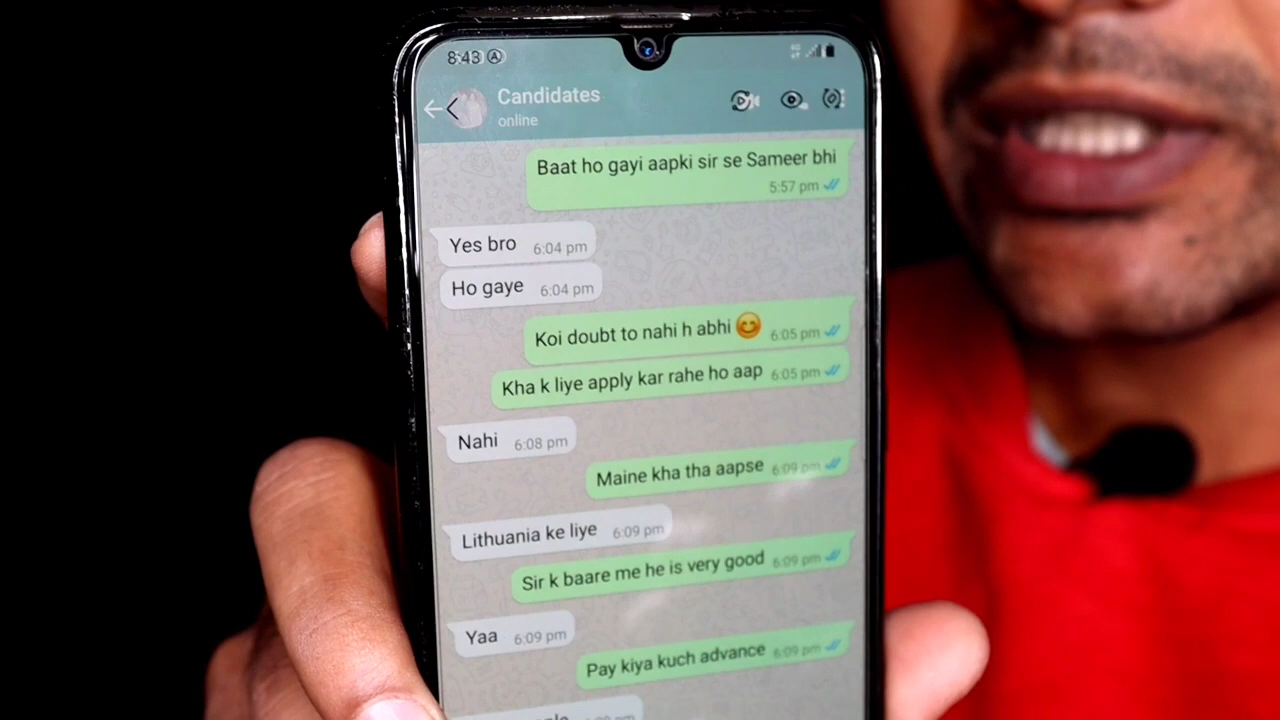 8:43
Candidates
online
Baat ho gayi aapki sir se Sameer bhi
5:57 pm
Yes bro 6:04 pm
Ho gaye 6:04 pm
Koi doubt to nahi h abhi 😊 6:05 pm
Kha k liye apply kar rahe ho aap 6:05 pm
Nahi 6:08 pm
Maine kha tha aapse 6:09 pm
Lithuania ke liye 6:09 pm
Sir k baare me he is very good 6:09 pm
Yaa 6:09 pm
Pay kiya kuch advance 6:09 pm